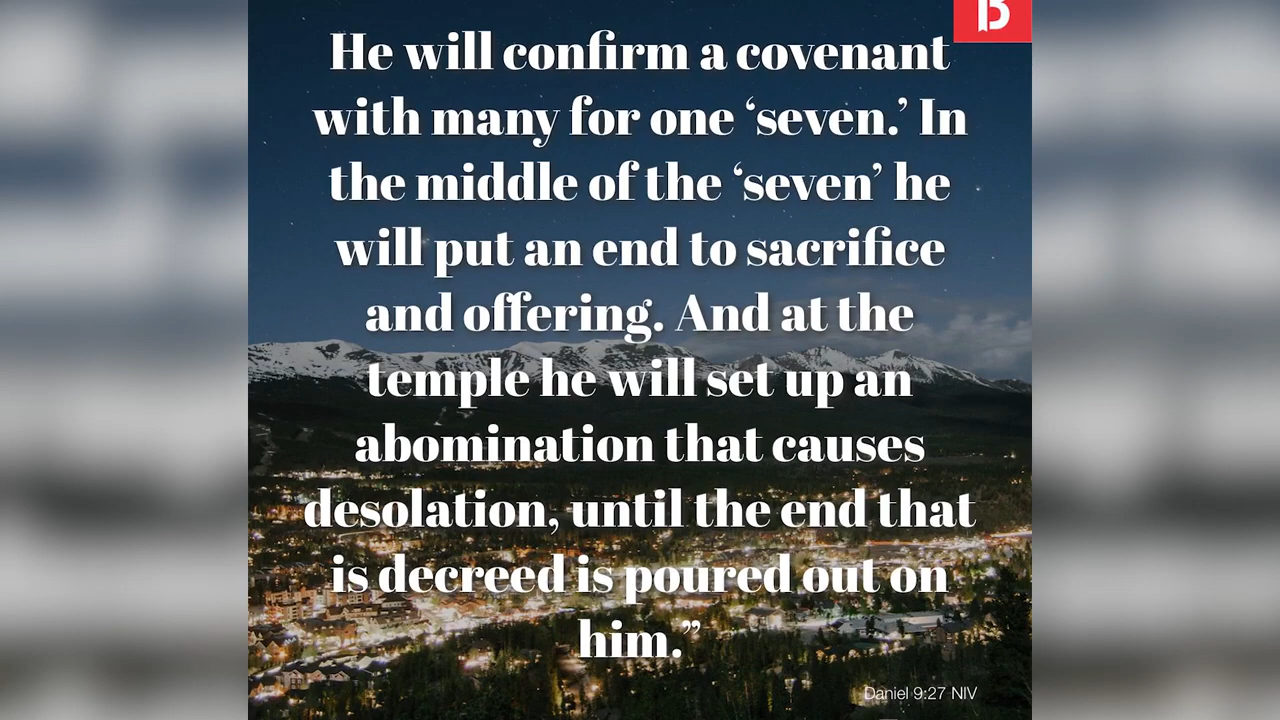 B
He will confirm a covenant
with many for one ‘seven.’ In
the middle of the ‘seven’ he
will put an end to sacrifice
and offering. And at the
temple he will set up an
abomination that causes
desolation, until the end that
is decreed is poured out on
him.”
Daniel 9:27 NIV